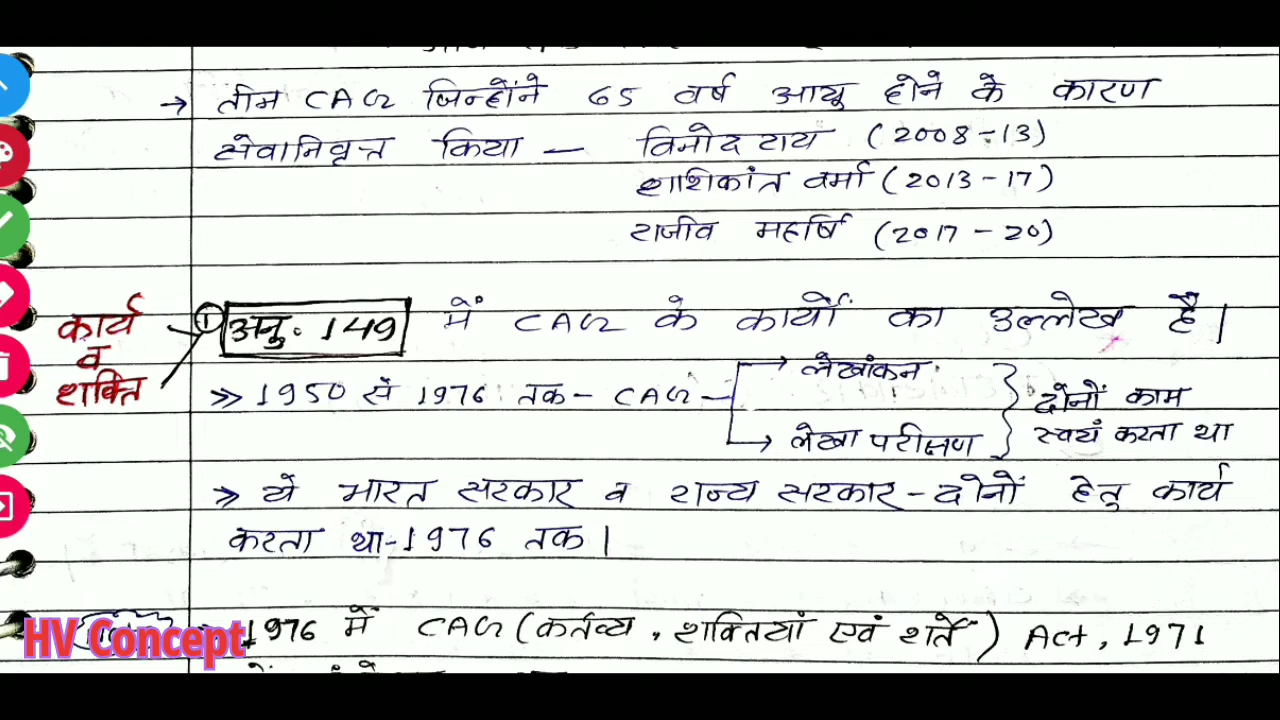 → तीन CAG जिन्होंने 65 वर्ष आयु होने के कारण
सेवानिवृत्त किया – विनोद राय (2008-13)
शशिकांत वर्मा (2013-17)
राजीव महर्षि (2017-20)
कार्य
व
शक्ति
① अनु. 149 में CAG के कार्यों का उल्लेख है|
» 1950 से 1976 तक - CAG
→ लेखांकन
→ लेखा परीक्षण
दोनों काम
स्वयं करता था
» ये भारत सरकार व राज्य सरकार - दोनों हेतु कार्य
करता था-1976 तक|
1976 में CAG (कर्तव्य, शक्तियां एवं शर्तें) Act, 1971
HV Concept